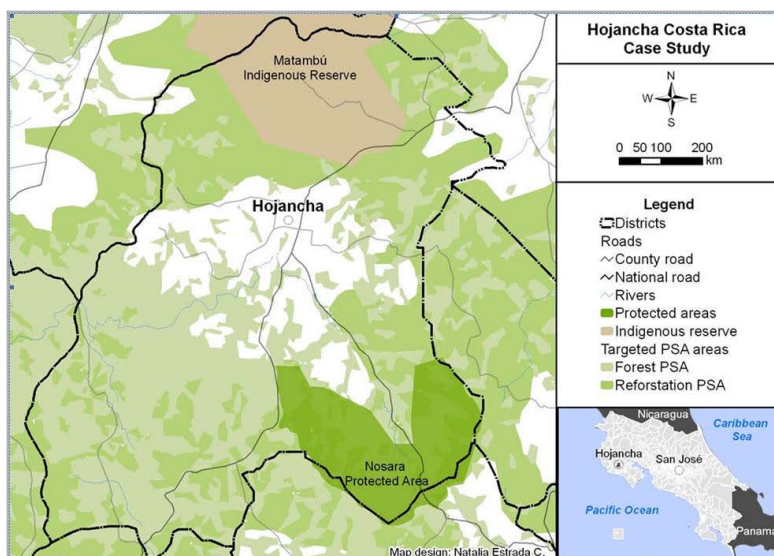 Matambú
Indigenous Reserve
Hojancha
Nosara
Protected Area
Map design: Natalia Estrada C.
Hojancha Costa Rica
Case Study
N
W E
S
0 50 100 200
km
Legend
Districts
Roads
County road
National road
Rivers
Protected areas
Indigenous reserve
Targeted PSA areas
Forest PSA
Reforstation PSA
Nicaragua
Caribbean
Sea
Hojancha
San José
Pacific Ocean
Panama